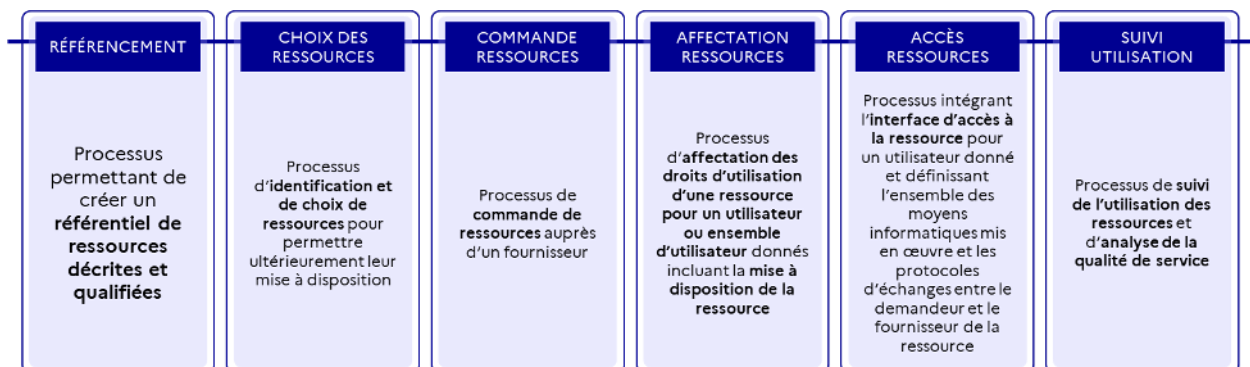 RÉFÉRENCEMENT
Processus
permettant de
créer un
référentiel de
ressources
décrites et
qualifiées
CHOIX DES
RESSOURCES
Processus
d'identification et
de choix de
ressources pour
permettre
ultérieurement leur
mise à disposition
COMMANDE
RESSOURCES
Processus de
commande de
ressources auprès
d'un fournisseur
AFFECTATION
RESSOURCES
Processus
d'affectation des
droits d'utilisation
d'une ressource
pour un utilisateur
ou ensemble
d'utilisateur donnés
incluant la mise à
disposition de la
ressource
ACCÈS
RESSOURCES
Processus intégrant
l'interface d'accès à
la ressource pour
un utilisateur donné
et définissant
l'ensemble des
moyens
informatiques mis
en œuvre et les
protocoles
d'échanges entre le
demandeur et le
fournisseur de la
ressource
SUIVI
UTILISATION
Processus de suivi
de l'utilisation des
ressources et
d'analyse de la
qualité de service